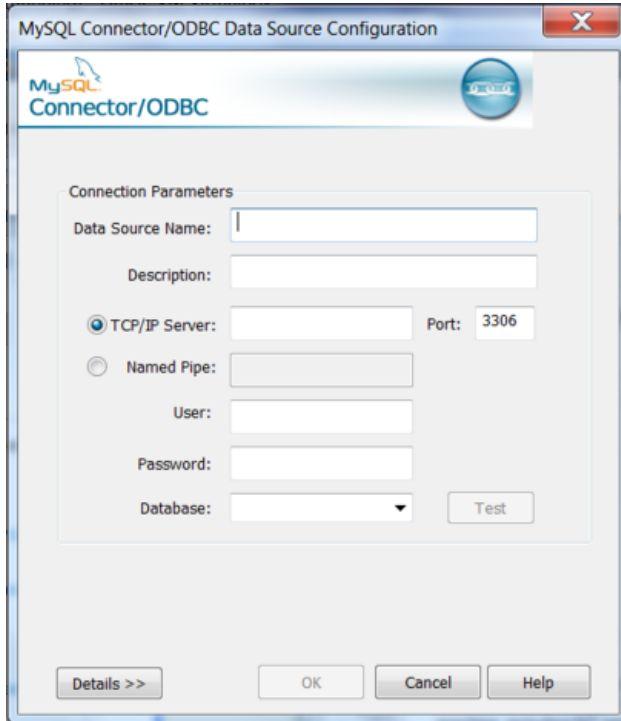 MySQL Connector/ODBC Data Source Configuration
MySQL
Connector/ODBC
Connection Parameters
Data Source Name:
Description:
TCP/IP Server:
Port: 3306
Named Pipe:
User:
Password:
Database:
Test
Details >>
OK
Cancel
Help